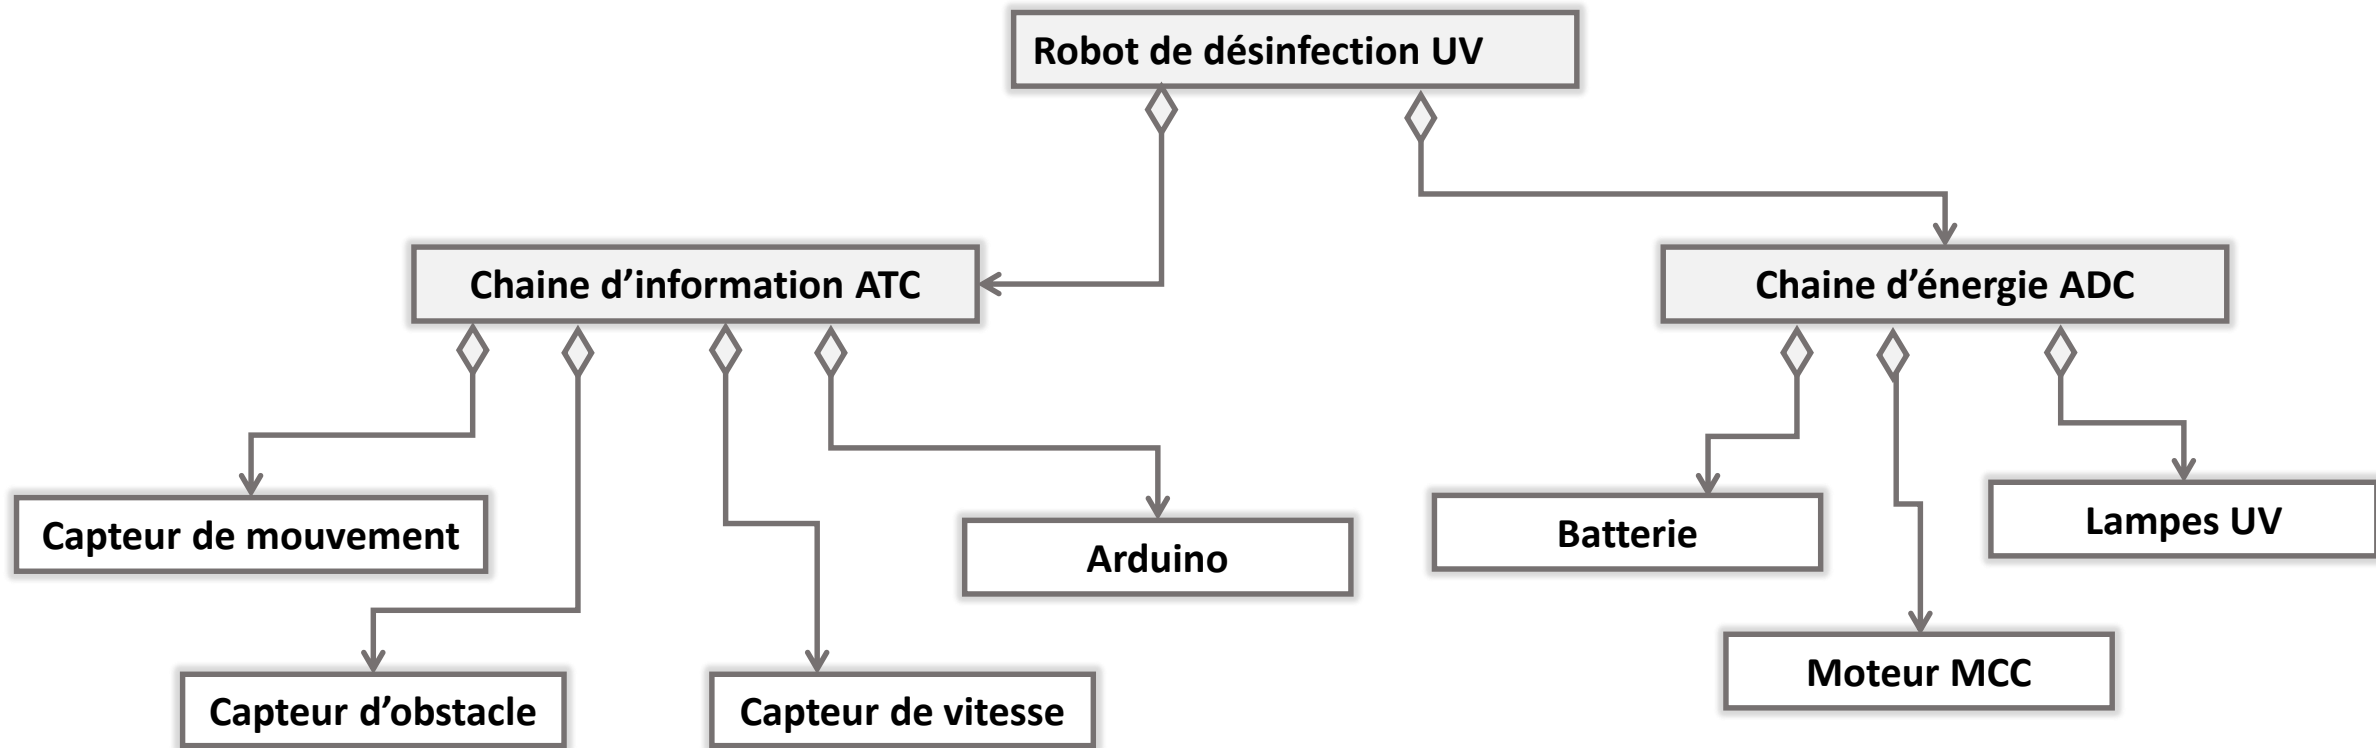 Robot de désinfection UV
Chaine d’information ATC
Chaine d’énergie ADC
Capteur de mouvement
Arduino
Batterie
Lampes UV
Capteur d’obstacle
Capteur de vitesse
Moteur MCC